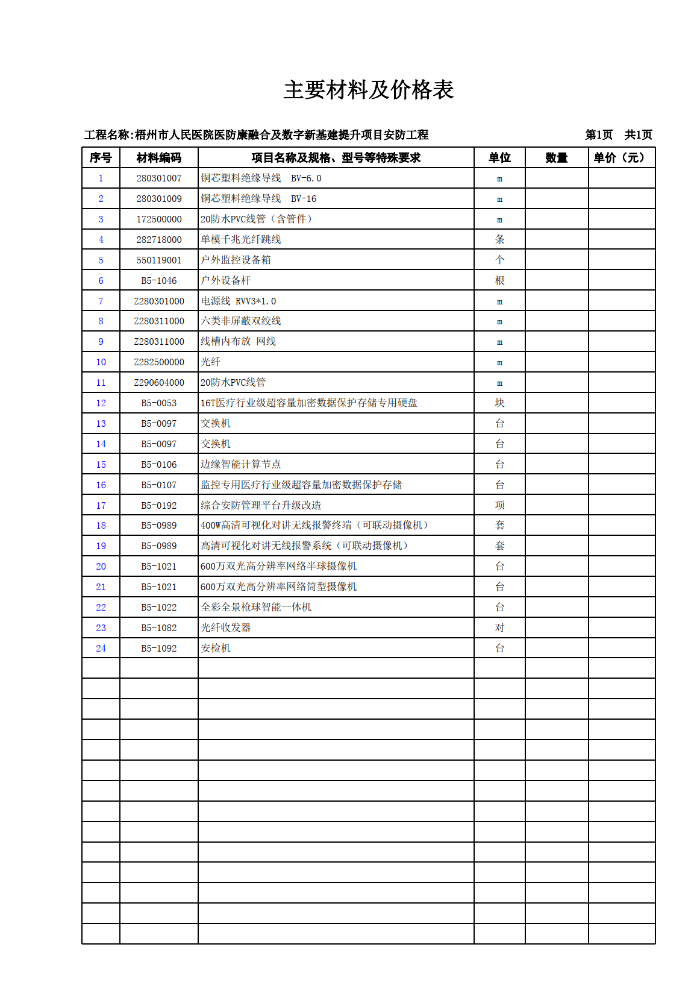 主要材料及价格表
工程名称:梧州市人民医院医防康融合及数字新基建提升项目安防工程 第1页 共1页
序号 材料编码 项目名称及规格、型号等特殊要求 单位 数量 单价（元）
1 280301007 铜芯塑料绝缘导线 BV-6.0 m
2 280301009 铜芯塑料绝缘导线 BV-16 m
3 172500000 20防水PVC线管（含管件） m
4 282718000 单模千兆光纤跳线 条
5 550119001 户外监控设备箱 个
6 B5-1046 户外设备杆 根
7 Z280301000 电源线 RVV3*1.0 m
8 Z280311000 六类非屏蔽双绞线 m
9 Z280311000 线槽内布放 网线 m
10 Z282500000 光纤 m
11 Z290604000 20防水PVC线管 m
12 B5-0053 16T医疗行业级超容量加密数据保护存储专用硬盘 块
13 B5-0097 交换机 台
14 B5-0097 交换机 台
15 B5-0106 边缘智能计算节点 台
16 B5-0107 监控专用医疗行业级超容量加密数据保护存储 台
17 B5-0192 综合安防管理平台升级改造 项
18 B5-0989 400W高清可视化对讲无线报警终端（可联动摄像机） 套
19 B5-0989 高清可视化对讲无线报警系统（可联动摄像机） 套
20 B5-1021 600万双光高分辨率网络半球摄像机 台
21 B5-1021 600万双光高分辨率网络筒型摄像机 台
22 B5-1022 全彩全景枪球智能一体机 台
23 B5-1082 光纤收发器 对
24 B5-1092 安检机 台